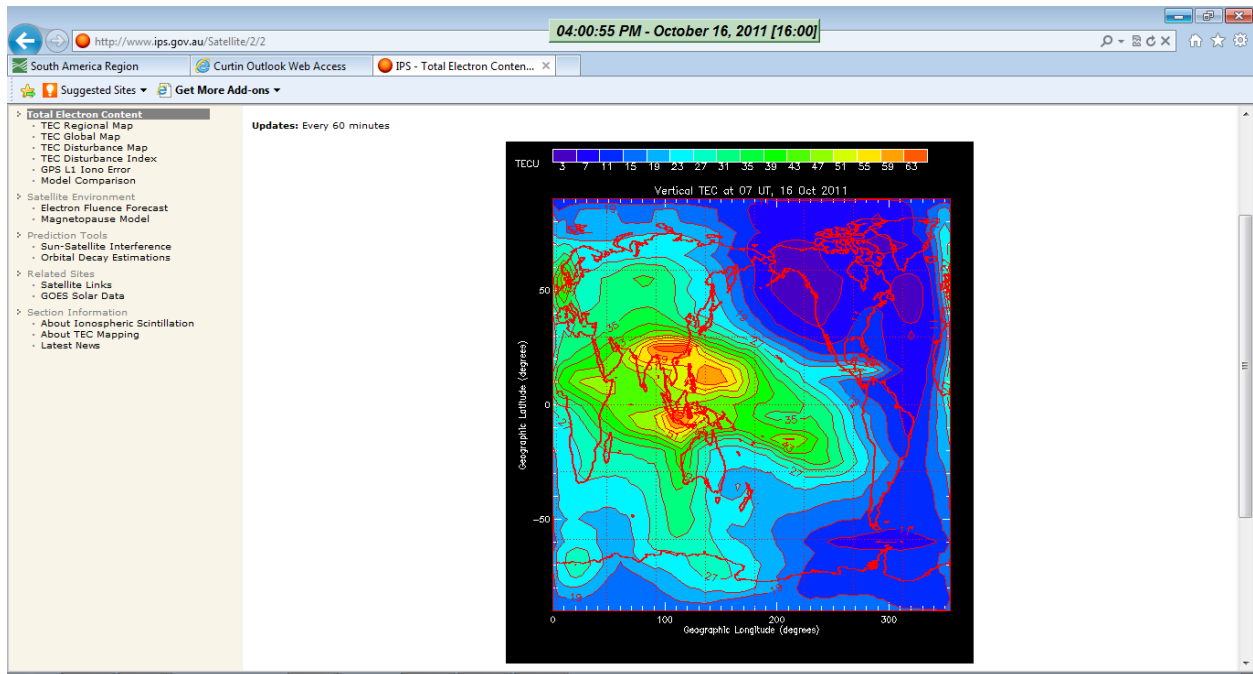 04:00:55 PM - October 16, 2011 [16:00]
http://www.ips.gov.au/Satellite/2/2
South America Region
Curtin Outlook Web Access
IPS - Total Electron Conten...
Suggested Sites
Get More Add-ons
Total Electron Content
TEC Regional Map
TEC Global Map
TEC Disturbance Map
TEC Disturbance Index
GPS L1 Iono Error
Model Comparison
Satellite Environment
Electron Fluence Forecast
Magnetopause Model
Prediction Tools
Sun-Satellite Interference
Orbital Decay Estimations
Related Sites
Satellite Links
GOES Solar Data
Section Information
About Ionospheric Scintillation
About TEC Mapping
Latest News
Updates: Every 60 minutes
TECU
3 7 11 15 19 23 27 31 35 39 43 47 51 55 59 63
Vertical TEC at 07 UT, 16 Oct 2011
Geographic Latitude (degrees)
50
0
-50
35
27
27
19
0 100 200 300
Geographic Longitude (degrees)